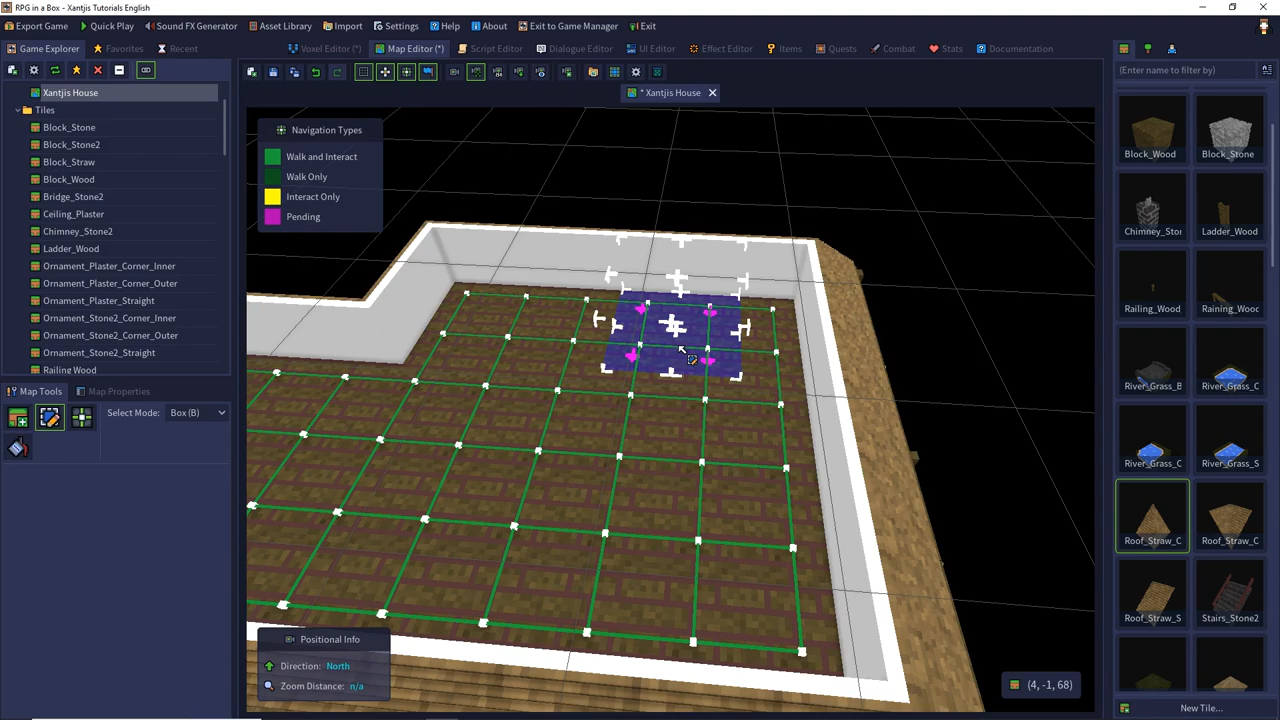 RPG in a Box - Xantjis Tutorials English
Export Game Quick Play Sound FX Generator Asset Library Import Settings Help About Exit to Game Manager Exit
Game Explorer Favorites Recent Voxel Editor (*) Map Editor (*) Script Editor Dialogue Editor UI Editor Effect Editor Items Quests Combat Stats Documentation
(Enter name to filter by)
* Xantjis House
Xantjis House
Tiles
Block_Stone
Block_Stone2
Block_Straw
Block_Wood
Bridge_Stone2
Ceiling_Plaster
Chimney_Stone2
Ladder_Wood
Ornament_Plaster_Corner_Inner
Ornament_Plaster_Corner_Outer
Ornament_Plaster_Straight
Ornament_Stone2_Corner_Inner
Ornament_Stone2_Corner_Outer
Ornament_Stone2_Straight
Railing Wood
Map Tools Map Properties
Select Mode: Box (B)
Navigation Types
Walk and Interact
Walk Only
Interact Only
Pending
Positional Info
Direction: North
Zoom Distance: n/a
(4, -1, 68)
Block_Wood Block_Stone
Chimney_Stor Ladder_Wood
Railing_Wood Raining_Wooc
River_Grass_B River_Grass_C
River_Grass_C River_Grass_S
Roof_Straw_C Roof_Straw_C
Roof_Straw_S Stairs_Stone2
New Tile...